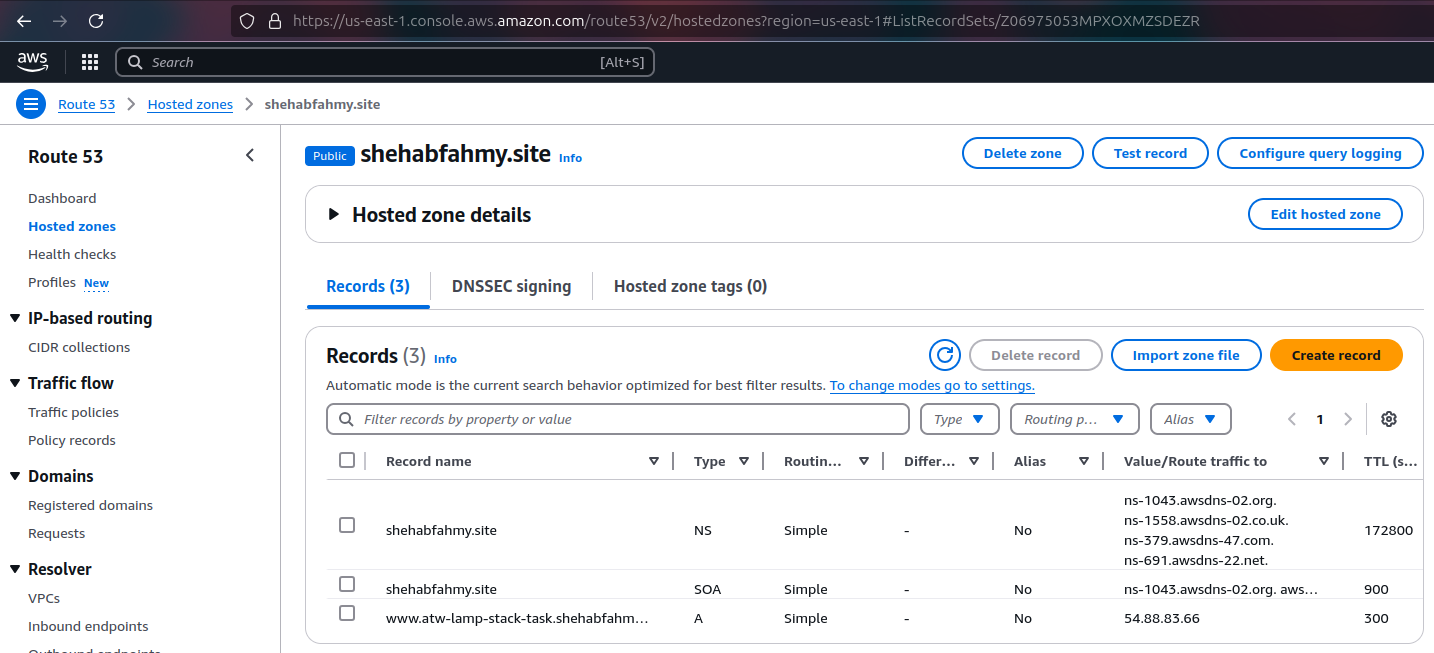 https://us-east-1.console.aws.amazon.com/route53/v2/hostedzones?region=us-east-1#ListRecordSets/Z06975053MPXOXMZSDEZR
aws
Search [Alt+S]
Route 53 Hosted zones shehabfahmy.site
Route 53
Dashboard
Hosted zones
Health checks
Profiles New
IP-based routing
CIDR collections
Traffic flow
Traffic policies
Policy records
Domains
Registered domains
Requests
Resolver
VPCs
Inbound endpoints
Outbound endpoints
Public shehabfahmy.site Info
Delete zone Test record Configure query logging
Hosted zone details Edit hosted zone
Records (3) DNSSEC signing Hosted zone tags (0)
Records (3) Info Delete record Import zone file Create record
Automatic mode is the current search behavior optimized for best filter results. To change modes go to settings.
Filter records by property or value Type Routing p... Alias 1
Record name Type Routin... Differ... Alias Value/Route traffic to TTL (s...
shehabfahmy.site NS Simple - No ns-1043.awsdns-02.org. 172800
ns-1558.awsdns-02.co.uk.
ns-379.awsdns-47.com.
ns-691.awsdns-22.net.
shehabfahmy.site SOA Simple - No ns-1043.awsdns-02.org. aws... 900
www.atw-lamp-stack-task.shehabfahm... A Simple - No 54.88.83.66 300